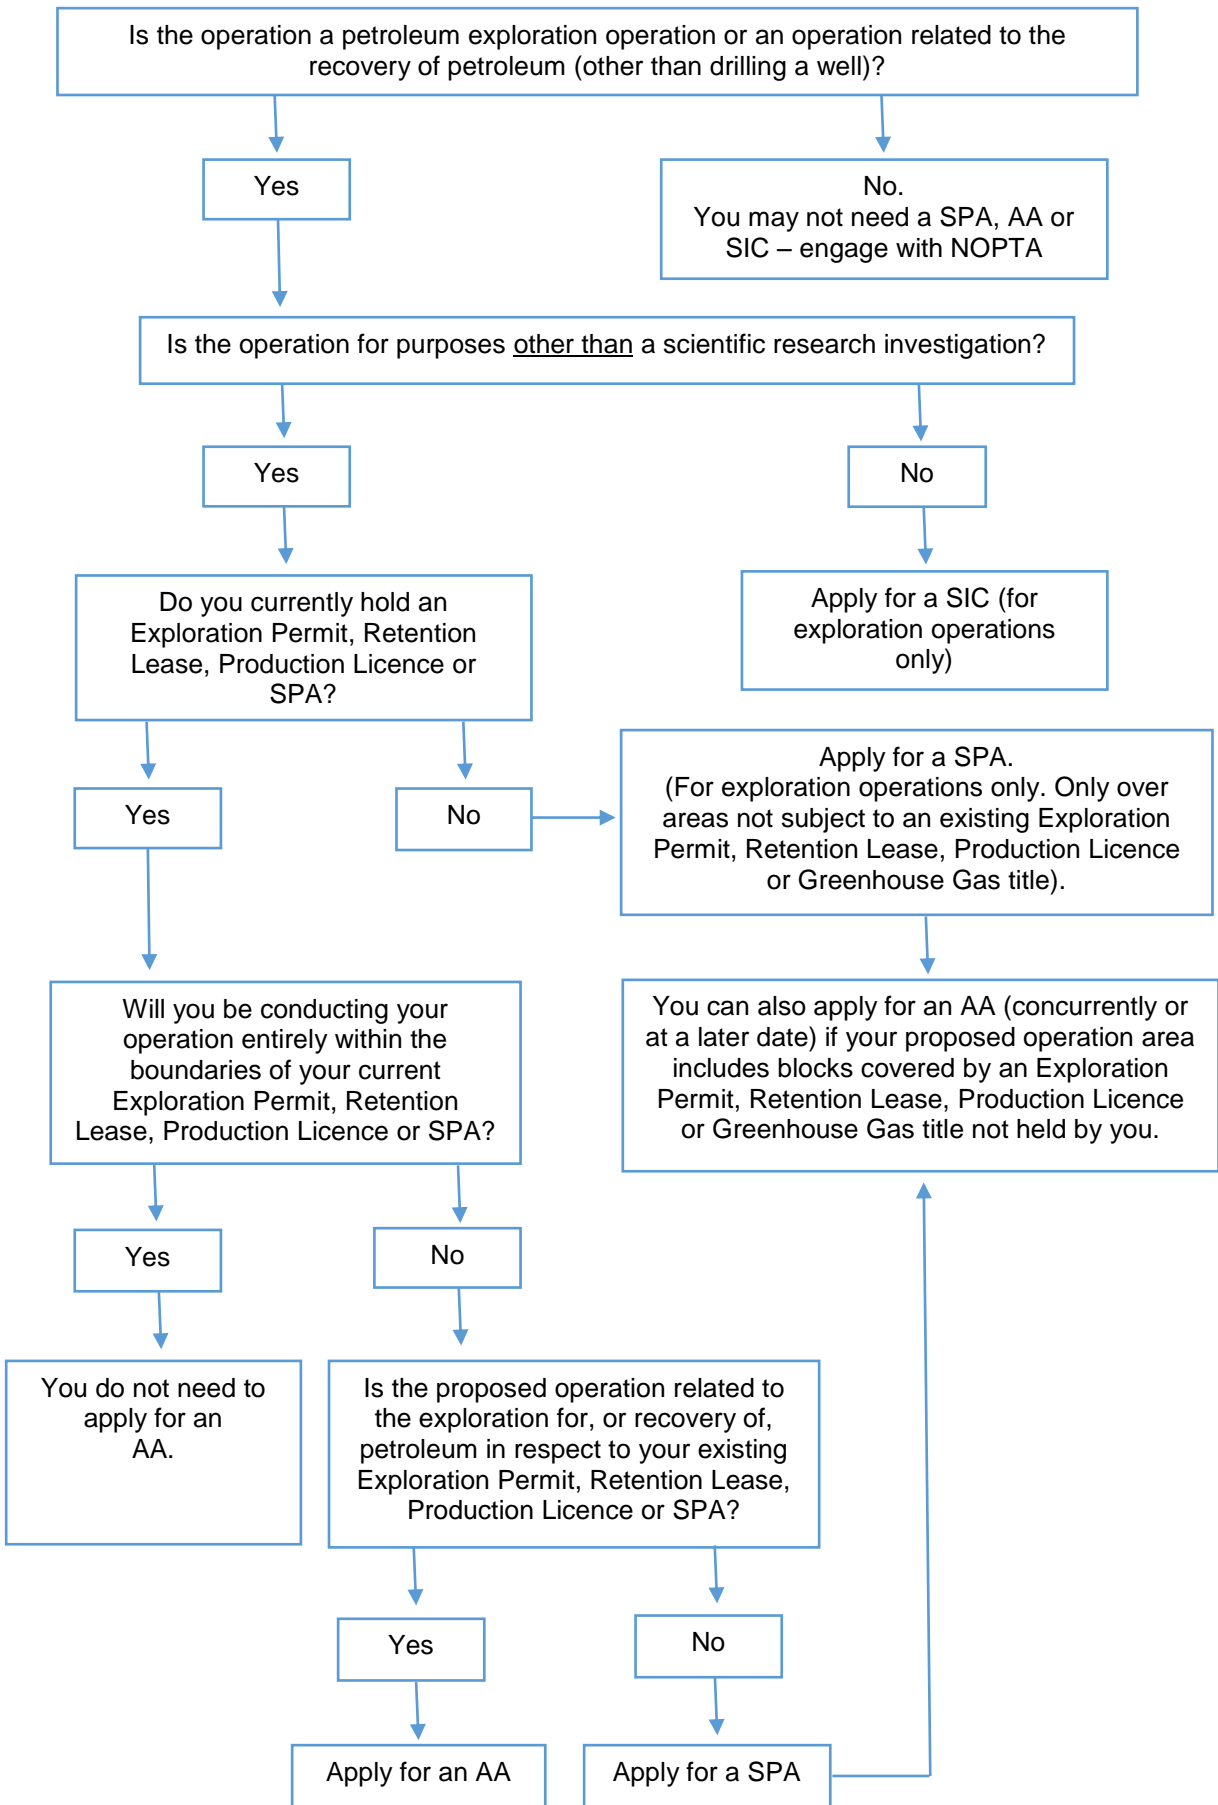 Is the operation a petroleum exploration operation or an operation related to the
recovery of petroleum (other than drilling a well)?
Yes
No.
You may not need a SPA, AA or
SIC – engage with NOPTA
Is the operation for purposes other than a scientific research investigation?
Yes
No
Do you currently hold an
Exploration Permit, Retention
Lease, Production Licence or
SPA?
Apply for a SIC (for
exploration operations
only)
Yes
No
Apply for a SPA.
(For exploration operations only. Only over
areas not subject to an existing Exploration
Permit, Retention Lease, Production Licence
or Greenhouse Gas title).
Will you be conducting your
operation entirely within the
boundaries of your current
Exploration Permit, Retention
Lease, Production Licence or SPA?
You can also apply for an AA (concurrently or
at a later date) if your proposed operation area
includes blocks covered by an Exploration
Permit, Retention Lease, Production Licence
or Greenhouse Gas title not held by you.
Yes
No
You do not need to
apply for an
AA.
Is the proposed operation related to
the exploration for, or recovery of,
petroleum in respect to your existing
Exploration Permit, Retention Lease,
Production Licence or SPA?
Yes
No
Apply for an AA
Apply for a SPA